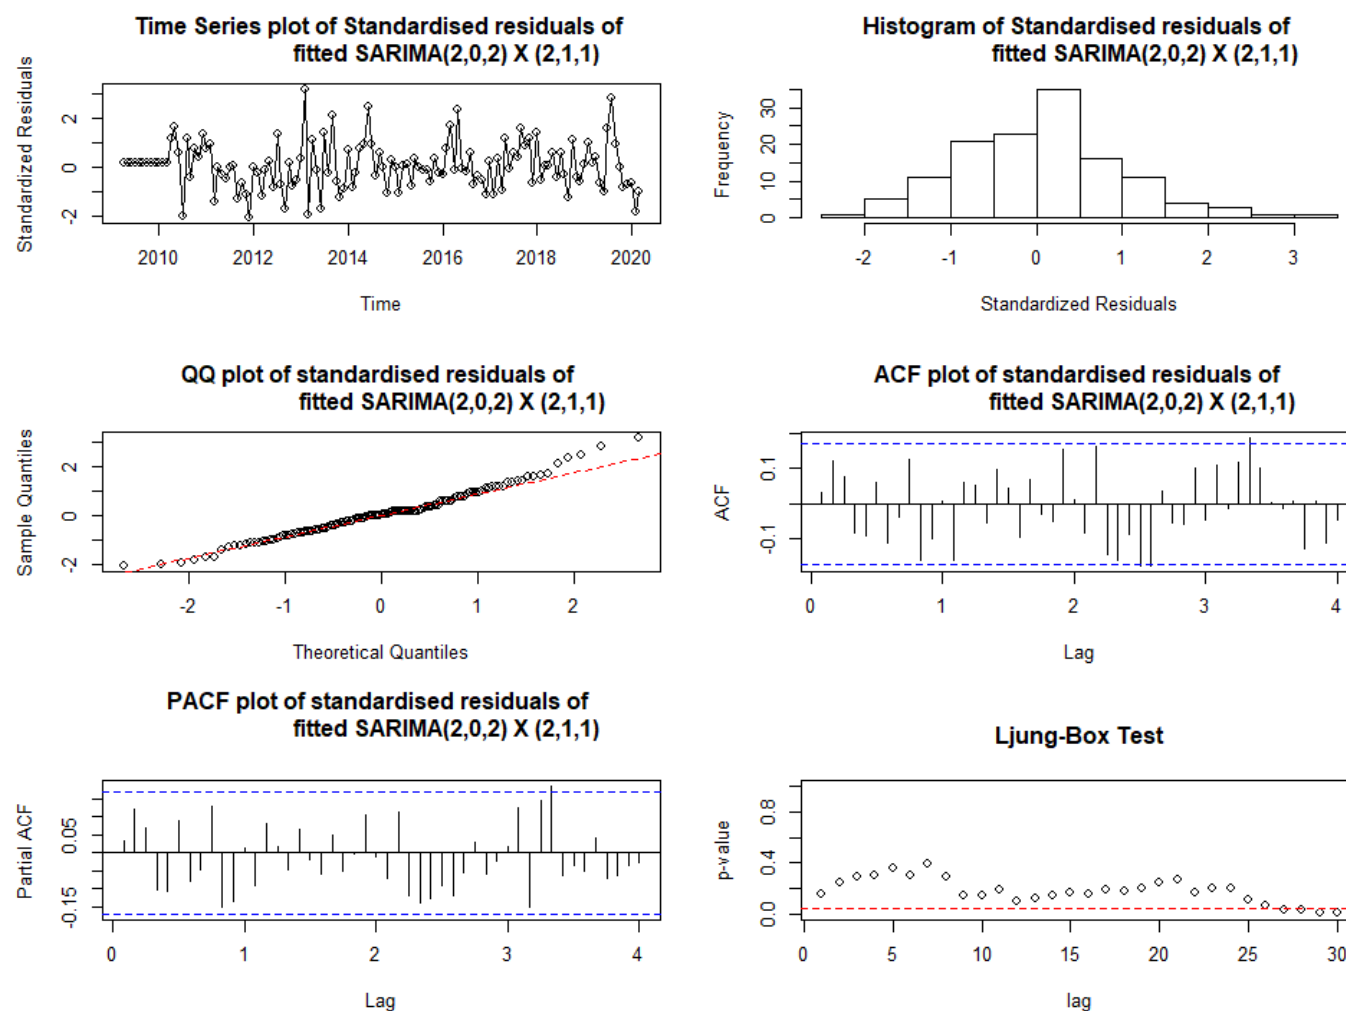 Time Series plot of Standardised residuals of
fitted SARIMA(2,0,2) X (2,1,1)
Standardized Residuals
2
0
-2
2010 2012 2014 2016 2018 2020
Time
Histogram of Standardised residuals of
fitted SARIMA(2,0,2) X (2,1,1)
Frequency
30
20
10
0
-2 -1 0 1 2 3
Standardized Residuals
QQ plot of standardised residuals of
fitted SARIMA(2,0,2) X (2,1,1)
Sample Quantiles
2
0
-2
-2 -1 0 1 2
Theoretical Quantiles
ACF plot of standardised residuals of
fitted SARIMA(2,0,2) X (2,1,1)
ACF
0.1
-0.1
0 1 2 3 4
Lag
PACF plot of standardised residuals of
fitted SARIMA(2,0,2) X (2,1,1)
Partial ACF
0.05
-0.15
0 1 2 3 4
Lag
Ljung-Box Test
p-value
0.8
0.4
0.0
0 5 10 15 20 25 30
lag